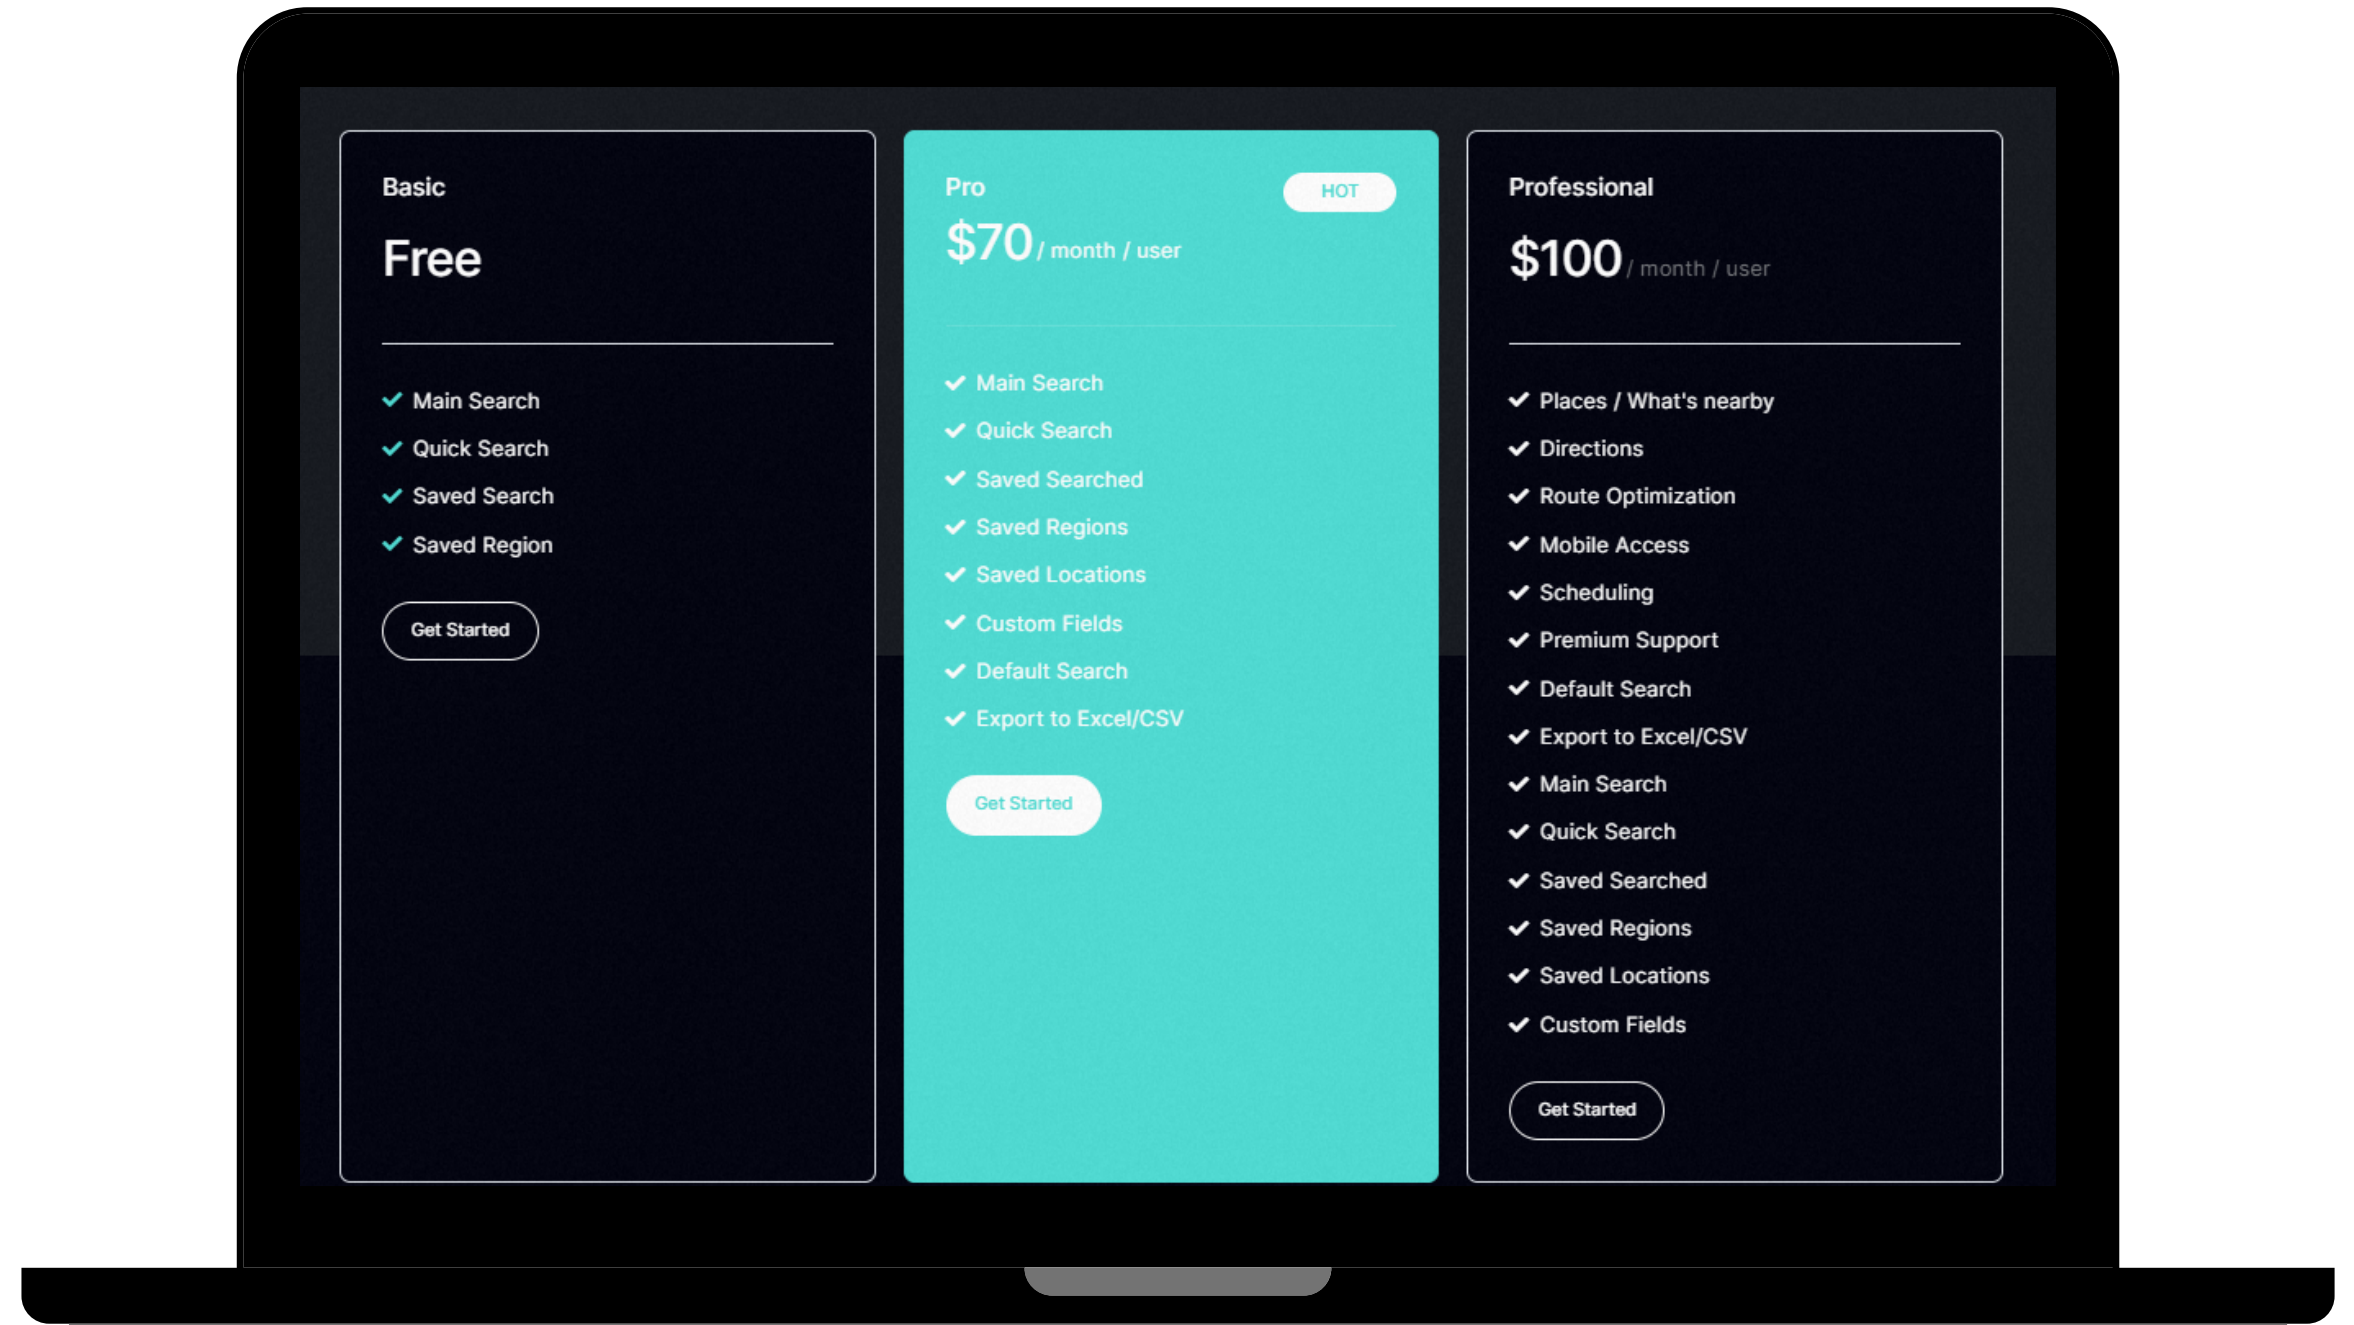 Basic
Free
Main Search
Quick Search
Saved Search
Saved Region
Get Started
Pro
HOT
$70 / month / user
Main Search
Quick Search
Saved Searched
Saved Regions
Saved Locations
Custom Fields
Default Search
Export to Excel/CSV
Get Started
Professional
$100 / month / user
Places / What's nearby
Directions
Route Optimization
Mobile Access
Scheduling
Premium Support
Default Search
Export to Excel/CSV
Main Search
Quick Search
Saved Searched
Saved Regions
Saved Locations
Custom Fields
Get Started